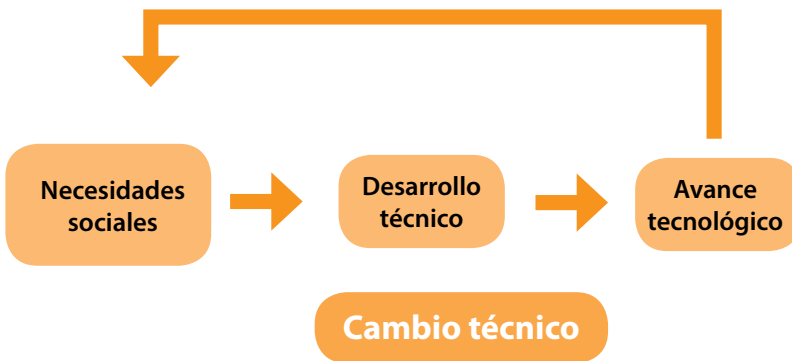 Necesidades
sociales
Desarrollo
técnico
Avance
tecnológico
Cambio técnico